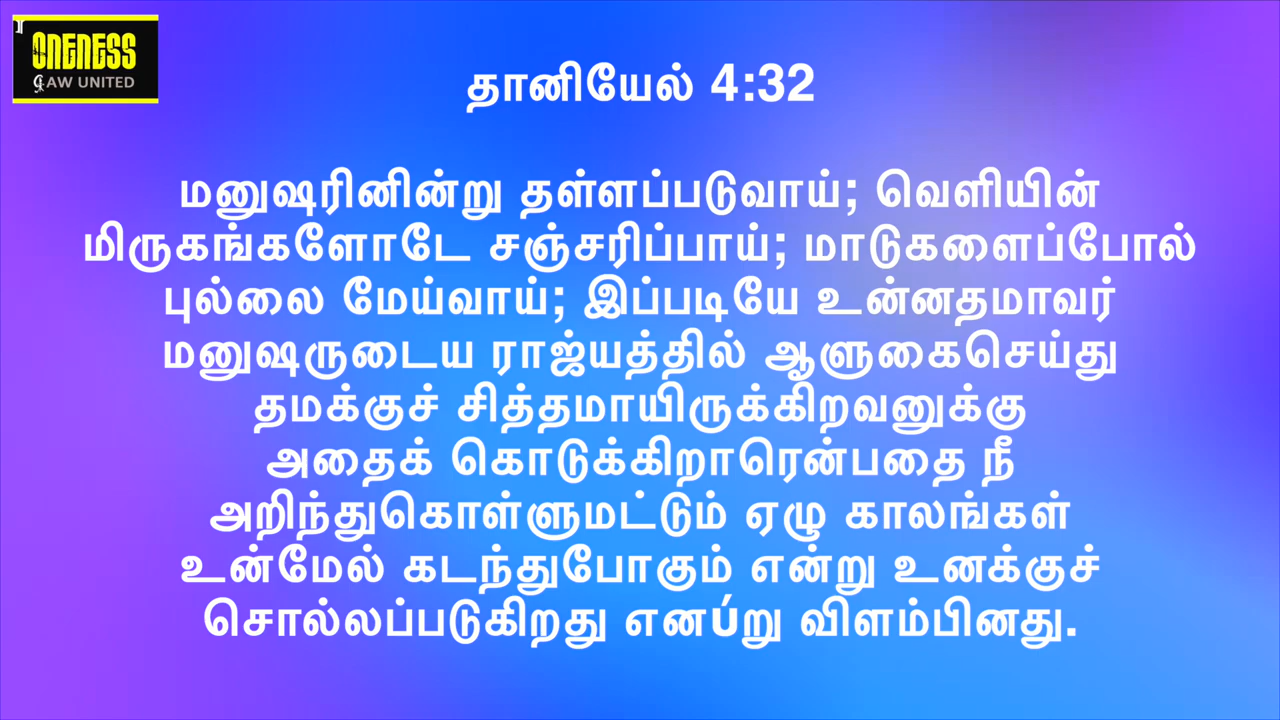 ONENESS
LAW UNITED
தானியேல் 4:32
மனுஷரினின்று தள்ளப்படுவாய்; வெளியின்
மிருகங்களோடே சஞ்சரிப்பாய்; மாடுகளைப்போல்
புல்லை மேய்வாய்; இப்படியே உன்னதமாவர்
மனுஷருடைய ராஜ்யத்தில் ஆளுகைசெய்து
தமக்குச் சித்தமாயிருக்கிறவனுக்கு
அதைக் கொடுக்கிறாரென்பதை நீ
அறிந்துகொள்ளுமட்டும் ஏழு காலங்கள்
உன்மேல் கடந்துபோகும் என்று உனக்குச்
சொல்லப்படுகிறது எனÚறு விளம்பினது.